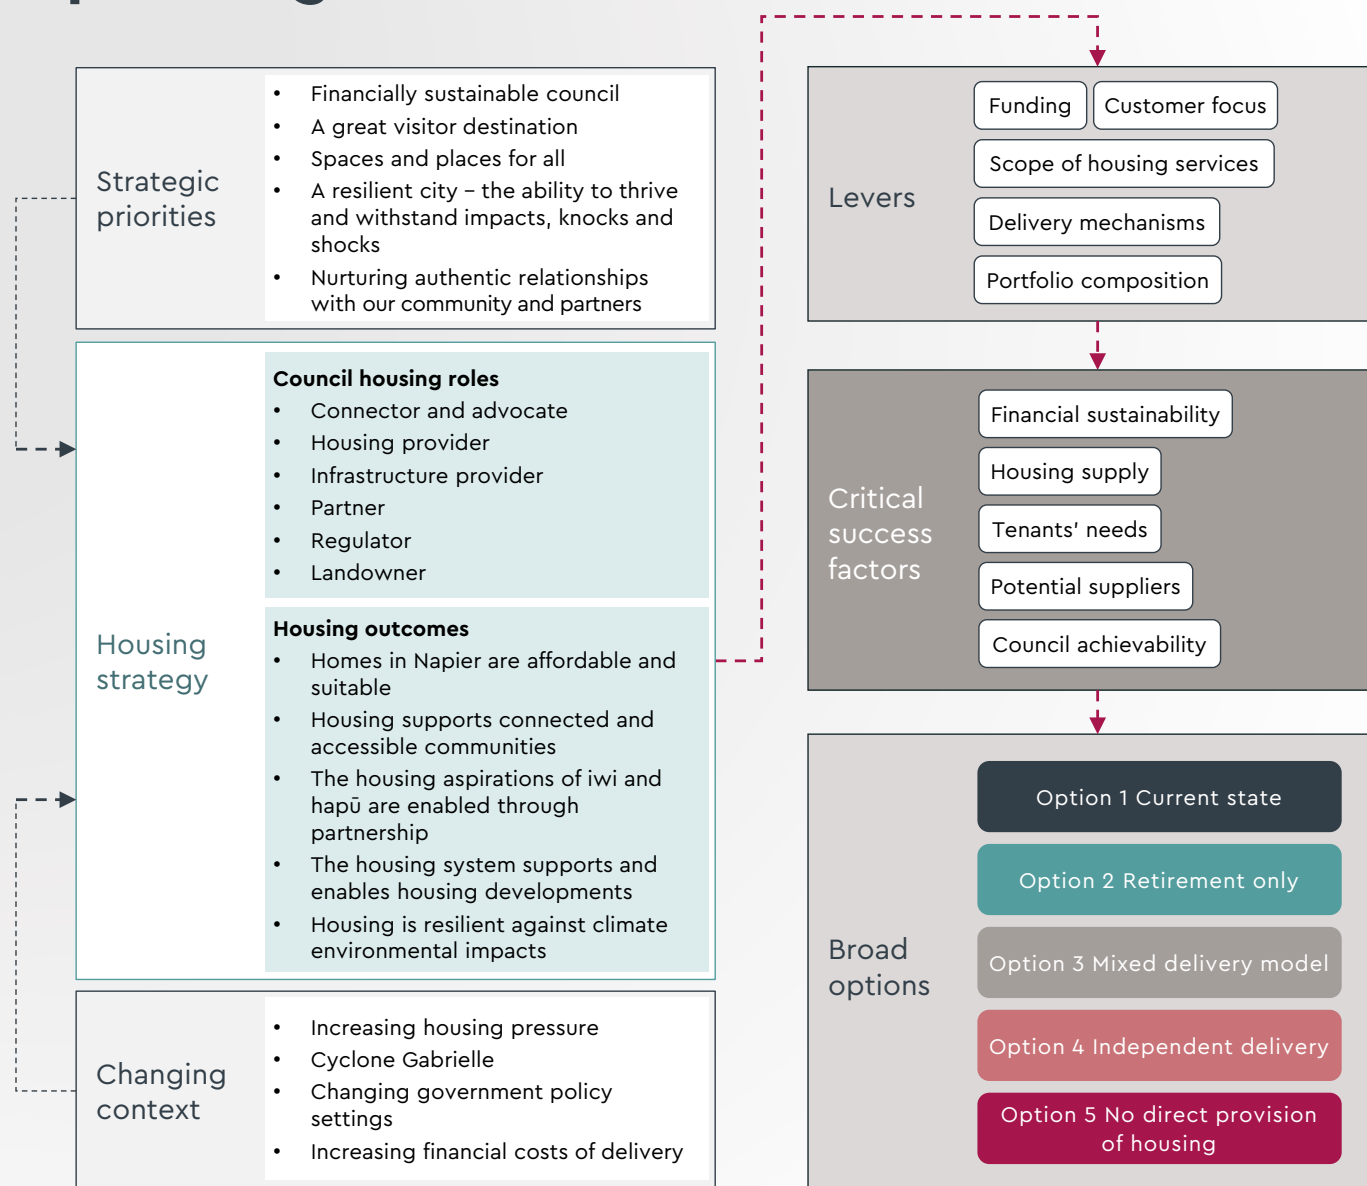 Strategic
priorities
• Financially sustainable council
• A great visitor destination
• Spaces and places for all
• A resilient city – the ability to thrive
and withstand impacts, knocks and
shocks
• Nurturing authentic relationships
with our community and partners
Housing
strategy
Council housing roles
• Connector and advocate
• Housing provider
• Infrastructure provider
• Partner
• Regulator
• Landowner
Housing outcomes
• Homes in Napier are affordable and
suitable
• Housing supports connected and
accessible communities
• The housing aspirations of iwi and
hapū are enabled through
partnership
• The housing system supports and
enables housing developments
• Housing is resilient against climate
environmental impacts
Changing
context
• Increasing housing pressure
• Cyclone Gabrielle
• Changing government policy
settings
• Increasing financial costs of delivery
Levers
Funding
Customer focus
Scope of housing services
Delivery mechanisms
Portfolio composition
Critical
success
factors
Financial sustainability
Housing supply
Tenants' needs
Potential suppliers
Council achievability
Broad
options
Option 1 Current state
Option 2 Retirement only
Option 3 Mixed delivery model
Option 4 Independent delivery
Option 5 No direct provision
of housing